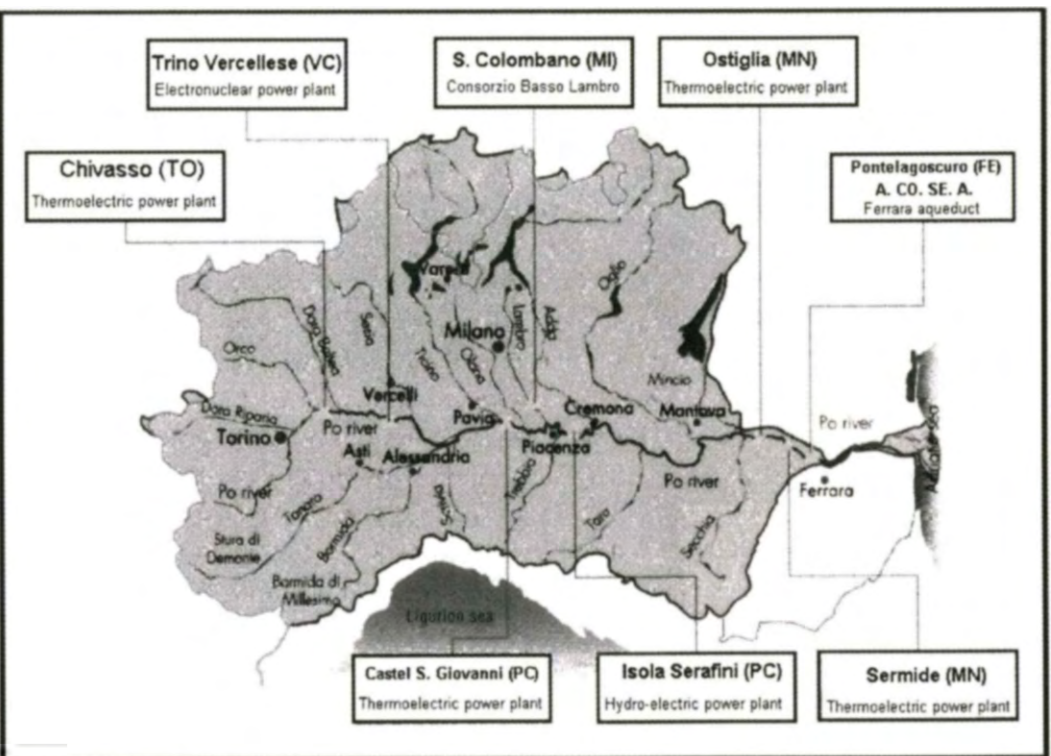 Trino Vercellese (VC)
Electronuclear power plant
S. Colombano (MI)
Consorzio Basso Lambro
Ostiglia (MN)
Thermoelectric power plant
Chivasso (TO)
Thermoelectric power plant
Pontelagoscuro (FE)
A. CO. SE. A.
Ferrara aqueduct
Varese
Oglio
Dora Baltea
Sesia
Ticino
Olona
Lambro
Adda
Milano
Orco
Mincio
Vercelli
Pavia
Cremona
Mantova
Dora Riparia
Torino
Po river
Piacenza
Po river
Adriatic sea
Asti
Alessandria
Ferrara
Po river
Po river
Tanaro
Bormida
Scrivia
Trebbia
Taro
Secchia
Stura di
Demonte
Bormida di
Millesimo
Ligurian sea
Castel S. Giovanni (PC)
Thermoelectric power plant
Isola Serafini (PC)
Hydro-electric power plant
Sermide (MN)
Thermoelectric power plant